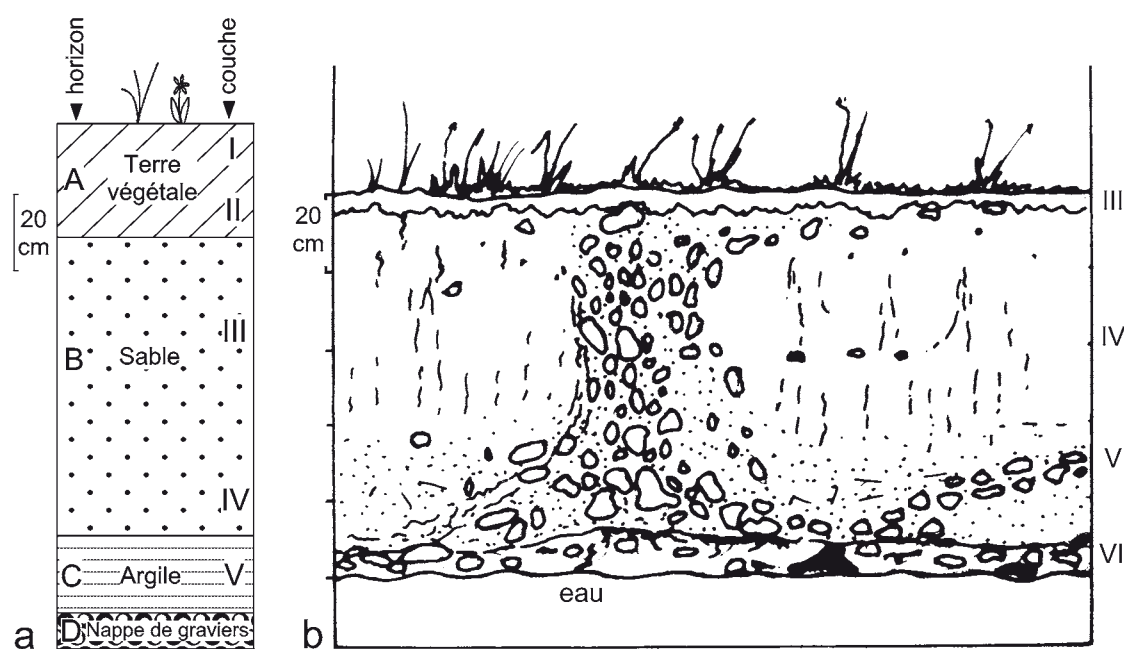 horizon
couche
A
Terre
végétale
I
II
20
cm
B
Sable
III
IV
C
Argile
V
D
Nappe de graviers
a
20
cm
III
IV
V
VI
eau
b